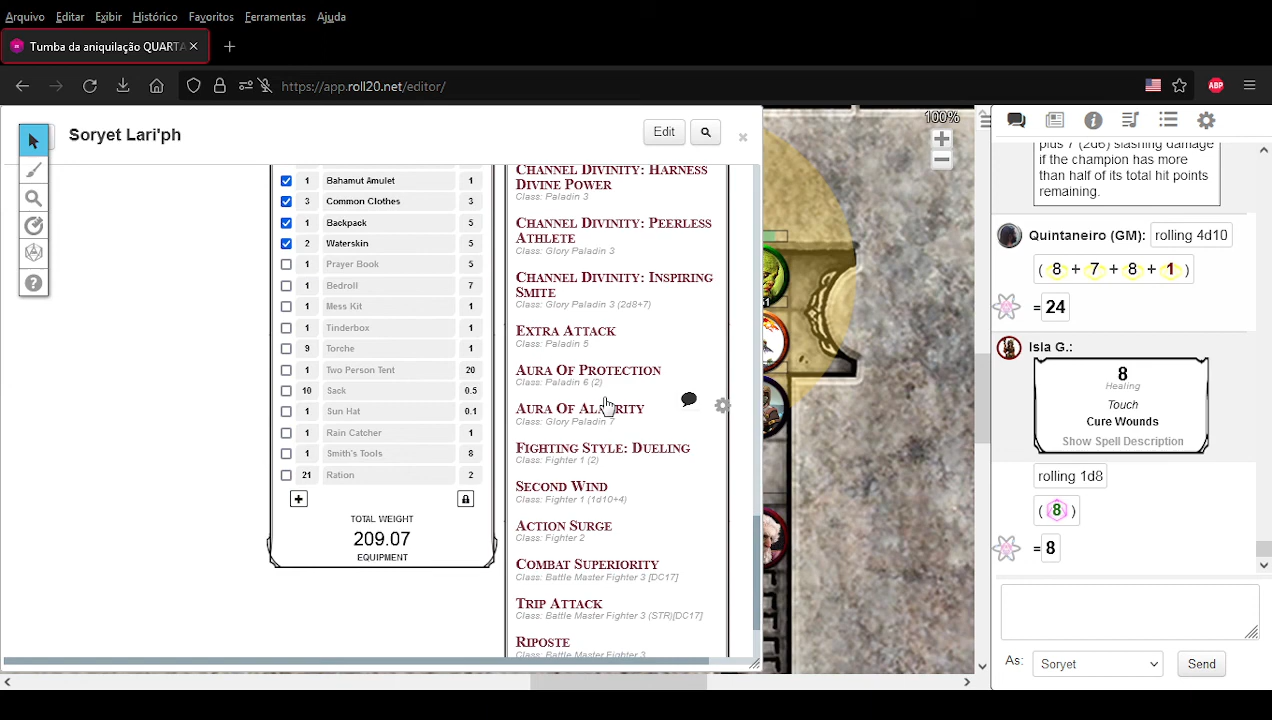 Arquivo Editar Exibir Histórico Favoritos Ferramentas Ajuda
Tumba da aniquilação QUARTA
https://app.roll20.net/editor/
ABP
Soryet Lari'ph
Edit
1 Bahamut Amulet 1
3 Common Clothes 3
1 Backpack 5
2 Waterskin 5
1 Prayer Book 5
1 Bedroll 7
1 Mess Kit 1
1 Tinderbox 1
9 Torche 1
1 Two Person Tent 20
10 Sack 0.5
1 Sun Hat 0.1
1 Rain Catcher 1
1 Smith's Tools 8
21 Ration 2
TOTAL WEIGHT
209.07
EQUIPMENT
CHANNEL DIVINITY: HARNESS
DIVINE POWER
Class: Paladin 3
CHANNEL DIVINITY: PEERLESS
ATHLETE
Class: Glory Paladin 3
CHANNEL DIVINITY: INSPIRING
SMITE
Class: Glory Paladin 3 (2d8+7)
EXTRA ATTACK
Class: Paladin 5
AURA OF PROTECTION
Class: Paladin 6 (2)
AURA OF
Class: Glory Paladin 7
FIGHTING STYLE: DUELING
Class: Fighter 1 (2)
SECOND WIND
Class: Fighter 1 (1d10+4)
ACTION SURGE
Class: Fighter 2
COMBAT SUPERIORITY
Class: Battle Master Fighter 3 [DC17]
TRIP ATTACK
Class: Battle Master Fighter 3 (STR)[DC17]
RIPOSTE
Class: Battle Master Fighter 3
100%
plus 7 (2d6) slashing damage
if the champion has more
than half of its total hit points
remaining.
Quintaneiro (GM): rolling 4d10
(8+7+8+1)
=24
Isla G.:
8
Healing
Touch
Cure Wounds
Show Spell Description
rolling 1d8
(8)
=8
As: Soryet Send